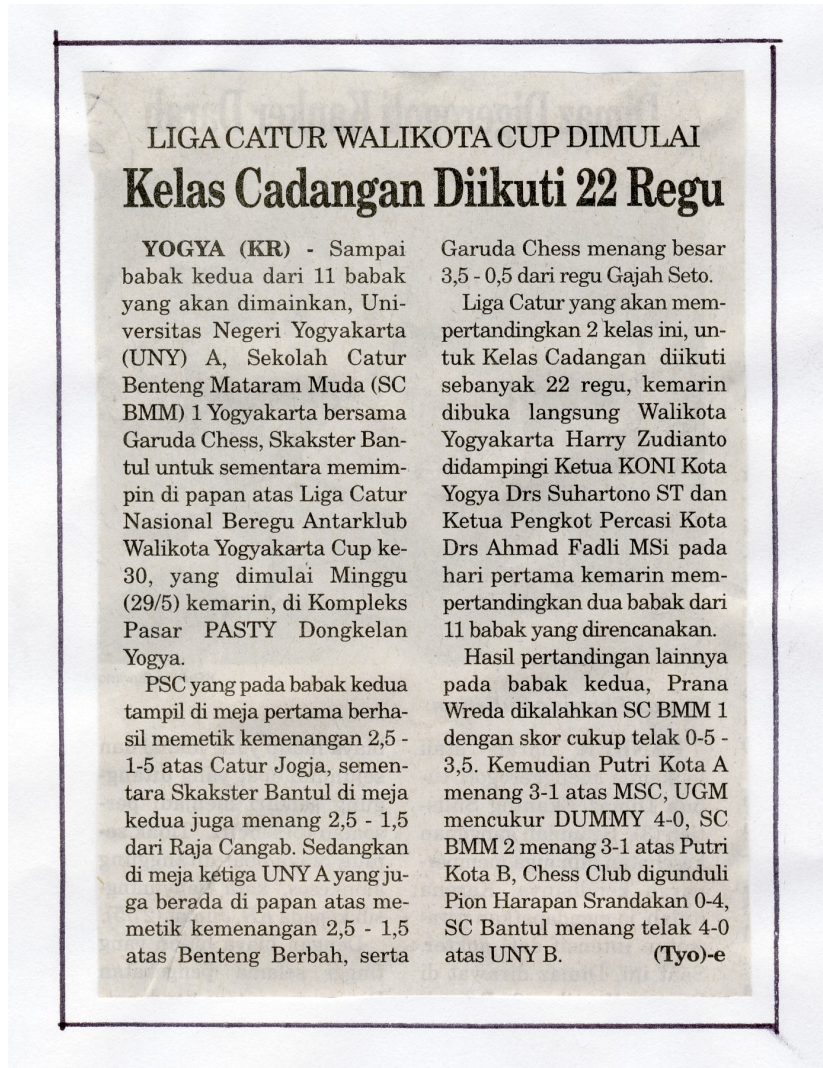 LIGA CATUR WALIKOTA CUP DIMULAI
Kelas Cadangan Diikuti 22 Regu
YOGYA (KR) - Sampai
babak kedua dari 11 babak
yang akan dimainkan, Uni-
versitas Negeri Yogyakarta
(UNY) A, Sekolah Catur
Benteng Mataram Muda (SC
BMM) 1 Yogyakarta bersama
Garuda Chess, Skakster Ban-
tul untuk sementara memim-
pin di papan atas Liga Catur
Nasional Beregu Antarklub
Walikota Yogyakarta Cup ke-
30, yang dimulai Minggu
(29/5) kemarin, di Kompleks
Pasar PASTY Dongkelan
Yogya.
PSC yang pada babak kedua
tampil di meja pertama berha-
sil memetik kemenangan 2,5 -
1-5 atas Catur Jogja, semen-
tara Skakster Bantul di meja
kedua juga menang 2,5 - 1,5
dari Raja Cangab. Sedangkan
di meja ketiga UNY A yang ju-
ga berada di papan atas me-
metik kemenangan 2,5 - 1,5
atas Benteng Berbah, serta
Garuda Chess menang besar
3,5 - 0,5 dari regu Gajah Seto.
Liga Catur yang akan mem-
pertandingkan 2 kelas ini, un-
tuk Kelas Cadangan diikuti
sebanyak 22 regu, kemarin
dibuka langsung Walikota
Yogyakarta Harry Zudianto
didampingi Ketua KONI Kota
Yogya Drs Suhartono ST dan
Ketua Pengkot Percasi Kota
Drs Ahmad Fadli MSi pada
hari pertama kemarin mem-
pertandingkan dua babak dari
11 babak yang direncanakan.
Hasil pertandingan lainnya
pada babak kedua, Prana
Wreda dikalahkan SC BMM 1
dengan skor cukup telak 0-5 -
3,5. Kemudian Putri Kota A
menang 3-1 atas MSC, UGM
mencukur DUMMY 4-0, SC
BMM 2 menang 3-1 atas Putri
Kota B, Chess Club digunduli
Pion Harapan Srandakan 0-4,
SC Bantul menang telak 4-0
atas UNY B. (Tyo)-e